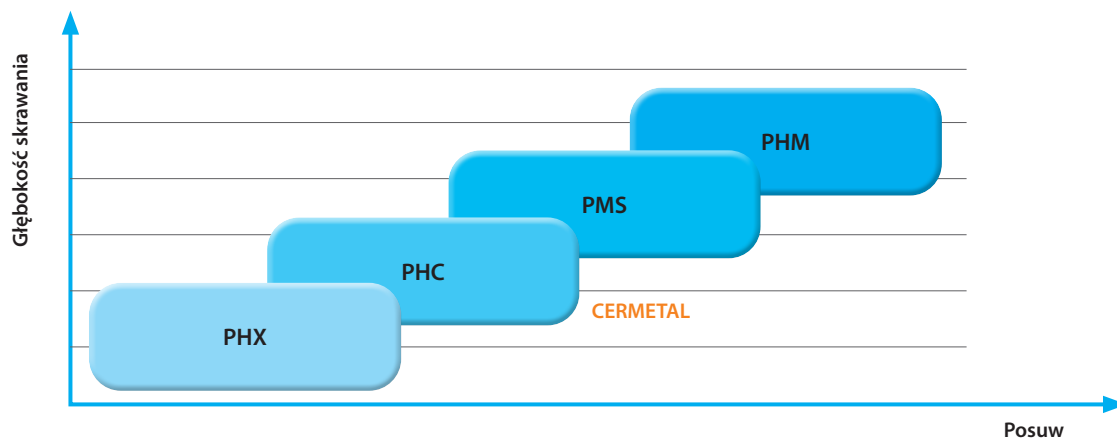 Głębokość skrawania
PHM
PMS
PHC
CERMETAL
PHX
Posuw